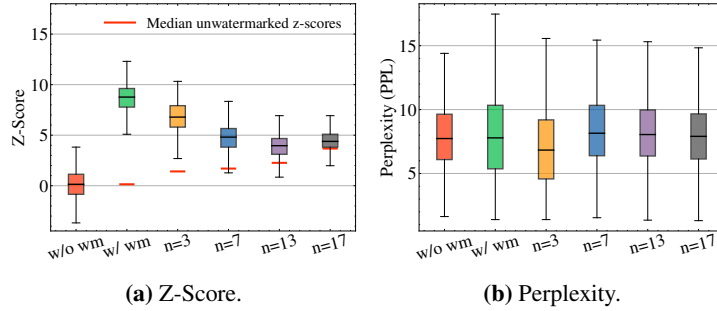 Median unwatermarked z-scores
Z-Score
15
10
5
0
w/o wm
w/ wm
n=3
n=7
n=13
n=17
(a) Z-Score.
Perplexity (PPL)
15
10
5
w/o wm
w/ wm
n=3
n=7
n=13
n=17
(b) Perplexity.